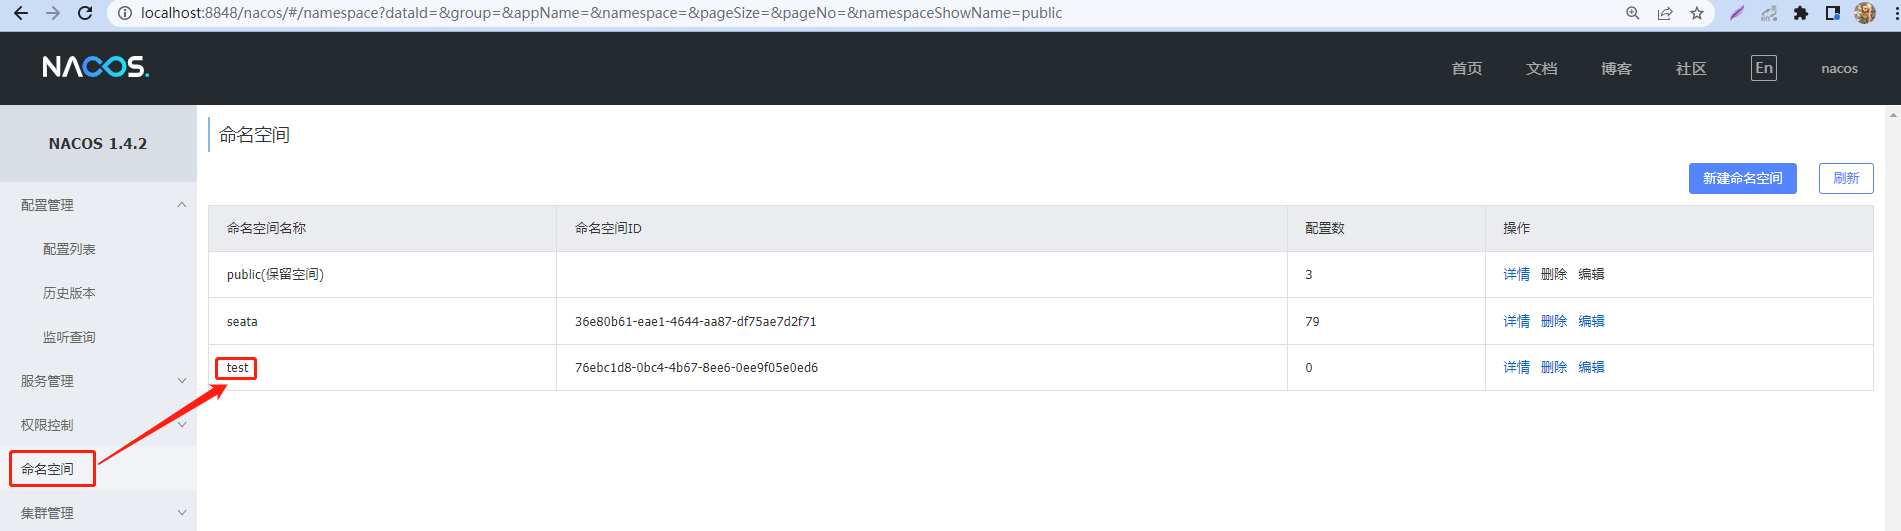 localhost:8848/nacos/#/namespace?dataId=&group=&appName=&namespace=&pageSize=&pageNo=&namespaceShowName=public
NACOS.
首页 文档 博客 社区 En nacos
NACOS 1.4.2
配置管理
配置列表
历史版本
监听查询
服务管理
权限控制
命名空间
集群管理
命名空间
新建命名空间 刷新
命名空间名称 命名空间ID 配置数 操作
public(保留空间) 3 详情 删除 编辑
seata 36e80b61-eae1-4644-aa87-df75ae7d2f71 79 详情 删除 编辑
test 76ebc1d8-0bc4-4b67-8ee6-0ee9f05e0ed6 0 详情 删除 编辑